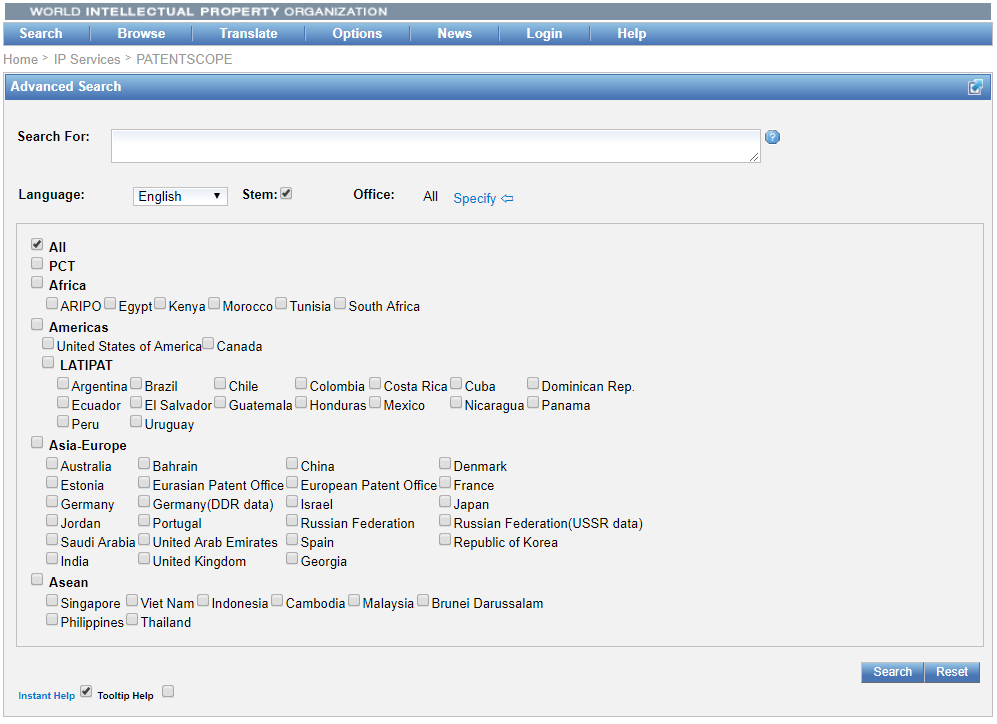 WORLD INTELLECTUAL PROPERTY ORGANIZATION
Search Browse Translate Options News Login Help
Home > IP Services > PATENTSCOPE
Advanced Search
Search For: ?
Language: English Stem: Office: All Specify
All
PCT
Africa
ARIPO Egypt Kenya Morocco Tunisia South Africa
Americas
United States of America Canada
LATIPAT
Argentina Brazil Chile Colombia Costa Rica Cuba Dominican Rep.
Ecuador El Salvador Guatemala Honduras Mexico Nicaragua Panama
Peru Uruguay
Asia-Europe
Australia Bahrain China Denmark
Estonia Eurasian Patent Office European Patent Office France
Germany Germany(DDR data) Israel Japan
Jordan Portugal Russian Federation Russian Federation(USSR data)
Saudi Arabia United Arab Emirates Spain Republic of Korea
India United Kingdom Georgia
Asean
Singapore Viet Nam Indonesia Cambodia Malaysia Brunei Darussalam
Philippines Thailand
Search Reset
Instant Help Tooltip Help